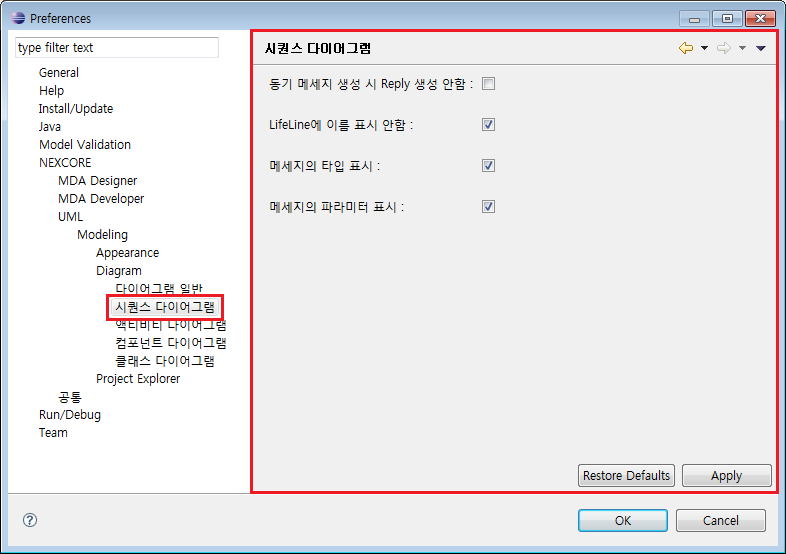 Preferences
type filter text
General
Help
Install/Update
Java
Model Validation
NEXCORE
MDA Designer
MDA Developer
UML
Modeling
Appearance
Diagram
다이어그램 일반
시퀀스 다이어그램
액티비티 다이어그램
컴포넌트 다이어그램
클래스 다이어그램
Project Explorer
공통
Run/Debug
Team
시퀀스 다이어그램
동기 메세지 생성 시 Reply 생성 안함 :
LifeLine에 이름 표시 안함 :
메세지의 타입 표시 :
메세지의 파라미터 표시 :
Restore Defaults
Apply
?
OK
Cancel